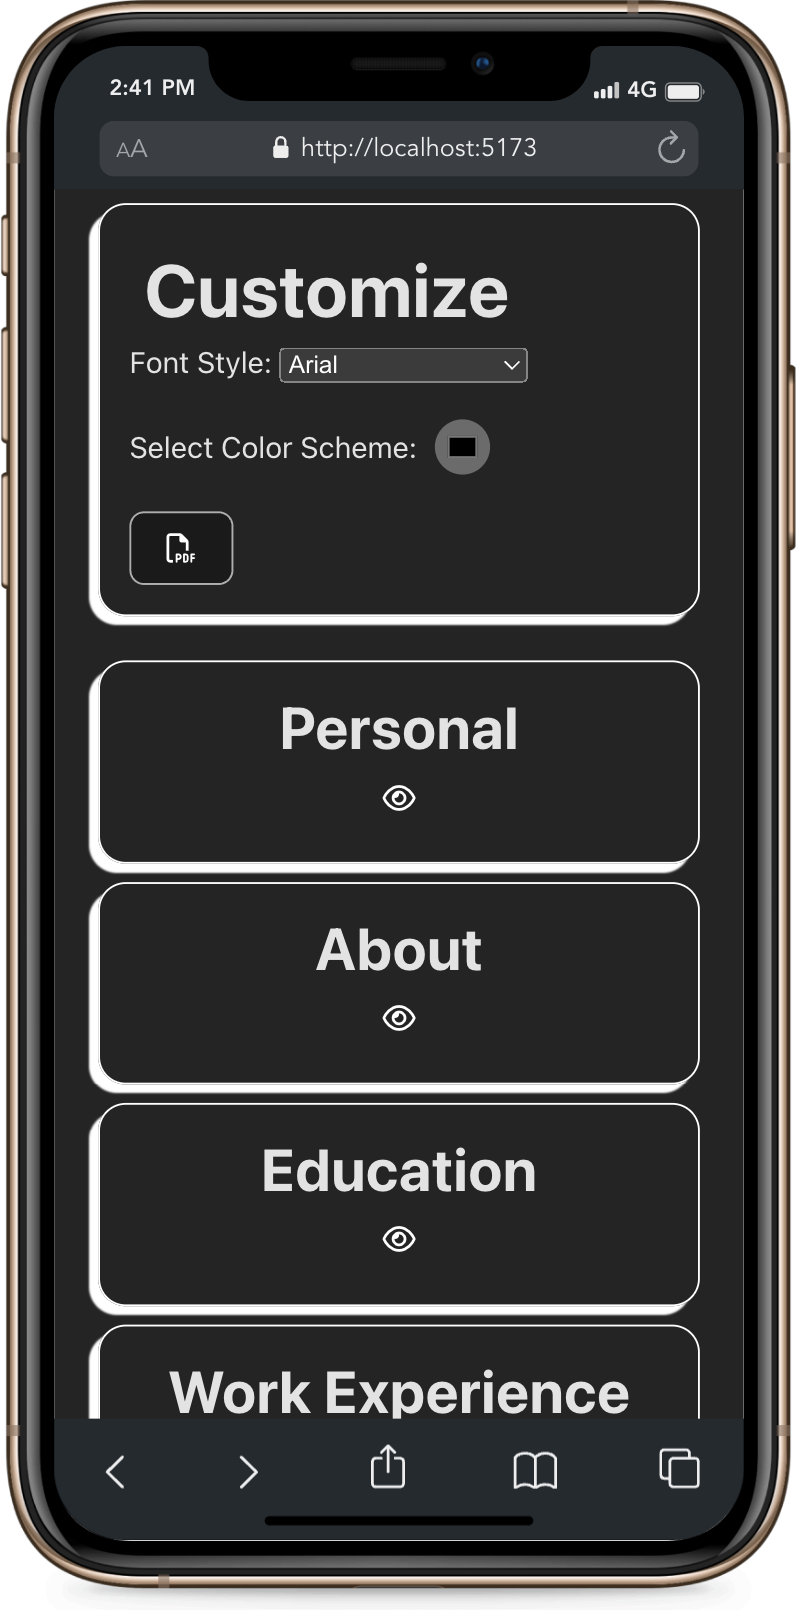 2:41 PM
4G
AA
http://localhost:5173
Customize
Font Style: Arial
Select Color Scheme:
PDF
Personal
About
Education
Work Experience